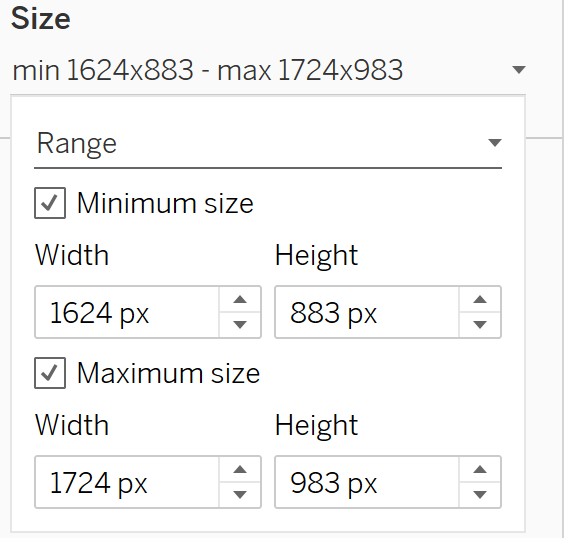 Size
min 1624x883 - max 1724x983
Range
Minimum size
Width Height
1624 px 883 px
Maximum size
Width Height
1724 px 983 px